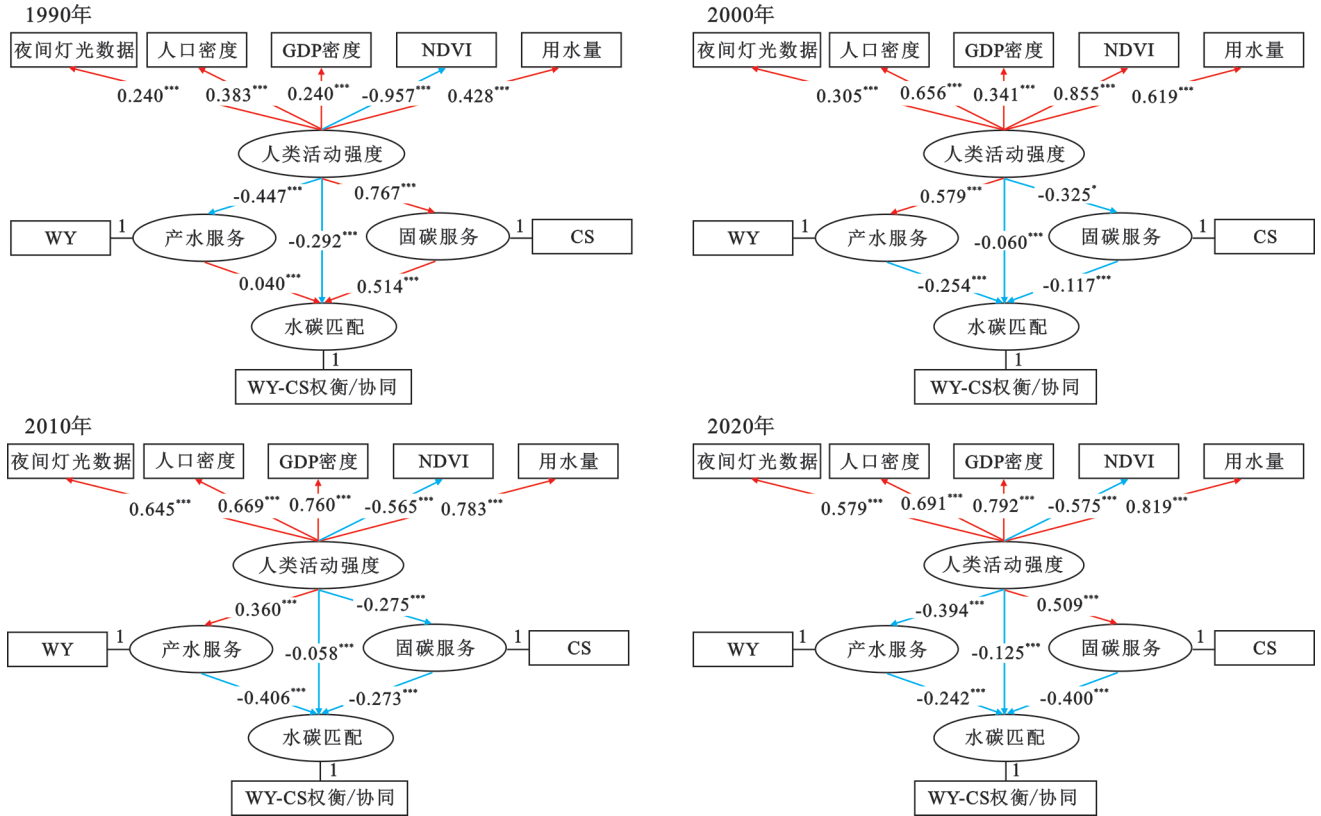 1990年
夜间灯光数据 人口密度 GDP密度 NDVI 用水量
0.240*** 0.383*** 0.240*** -0.957*** 0.428***
人类活动强度
-0.447*** 0.767***
WY 1 产水服务 -0.292*** 固碳服务 1 CS
0.040*** 0.514***
水碳匹配
1
WY-CS权衡/协同
2000年
夜间灯光数据 人口密度 GDP密度 NDVI 用水量
0.305*** 0.656*** 0.341*** 0.855*** 0.619***
人类活动强度
0.579*** -0.325*
WY 1 产水服务 -0.060*** 固碳服务 1 CS
-0.254*** -0.117***
水碳匹配
1
WY-CS权衡/协同
2010年
夜间灯光数据 人口密度 GDP密度 NDVI 用水量
0.645*** 0.669*** 0.760*** -0.565*** 0.783***
人类活动强度
0.360*** -0.275***
WY 1 产水服务 -0.058*** 固碳服务 1 CS
-0.406*** -0.273***
水碳匹配
1
WY-CS权衡/协同
2020年
夜间灯光数据 人口密度 GDP密度 NDVI 用水量
0.579*** 0.691*** 0.792*** -0.575*** 0.819***
人类活动强度
-0.394*** 0.509***
WY 1 产水服务 -0.125*** 固碳服务 1 CS
-0.242*** -0.400***
水碳匹配
1
WY-CS权衡/协同